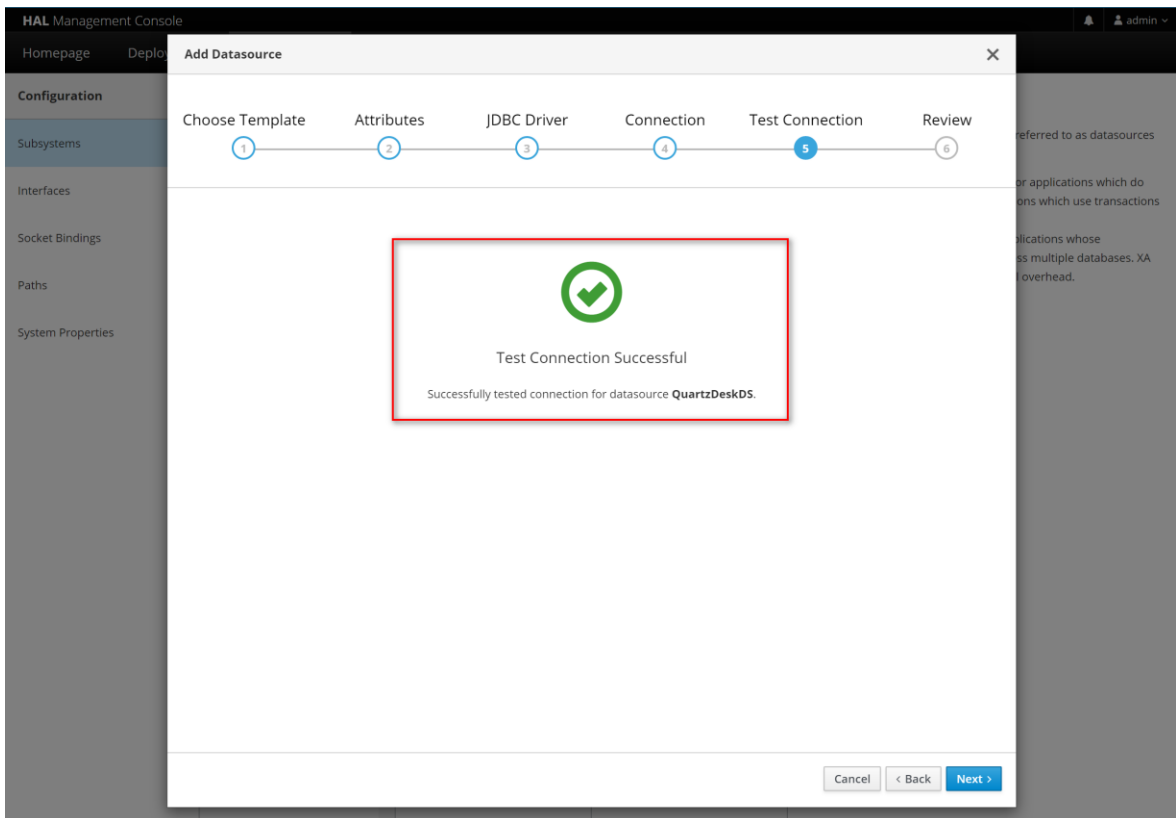 HAL Management Console
admin
Homepage
Add Datasource
Configuration
Subsystems
Interfaces
Socket Bindings
Paths
System Properties
Choose Template
Attributes
JDBC Driver
Connection
Test Connection
Review
1
2
3
4
5
6
Test Connection Successful
Successfully tested connection for datasource QuartzDeskDS.
referred to as datasources
or applications which do
ons which use transactions
plications whose
ss multiple databases. XA
overhead.
Cancel
< Back
Next >